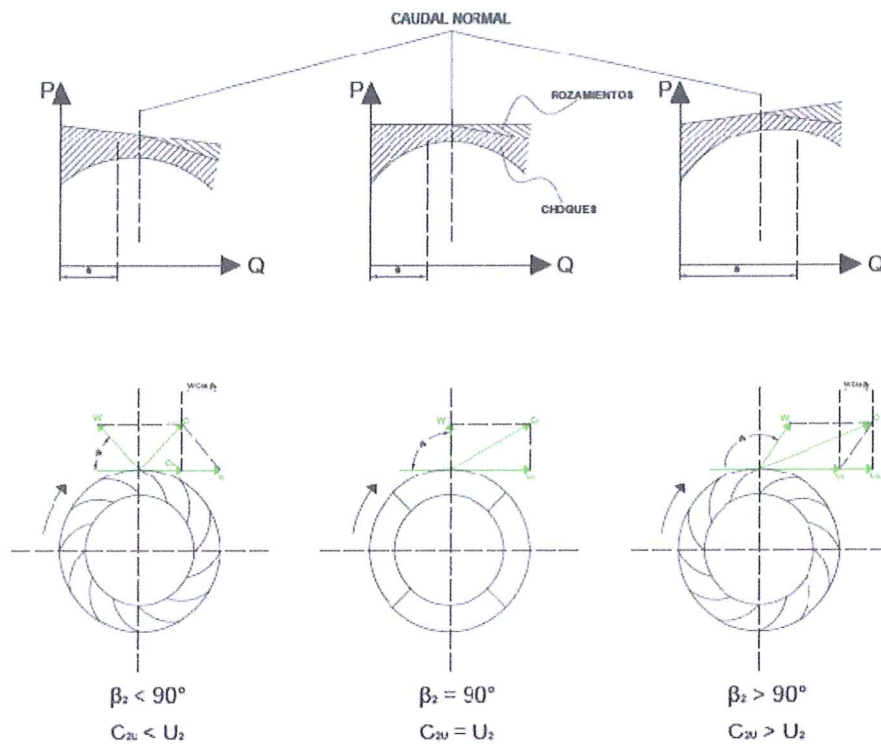 CAUDAL NORMAL
P
P
P
ROZAMIENTOS
CHOQUES
a
Q
a
Q
a
Q
W
W
W
β₂ < 90°
β₂ = 90°
β₂ > 90°
C₂ᵤ < U₂
C₂ᵤ = U₂
C₂ᵤ > U₂